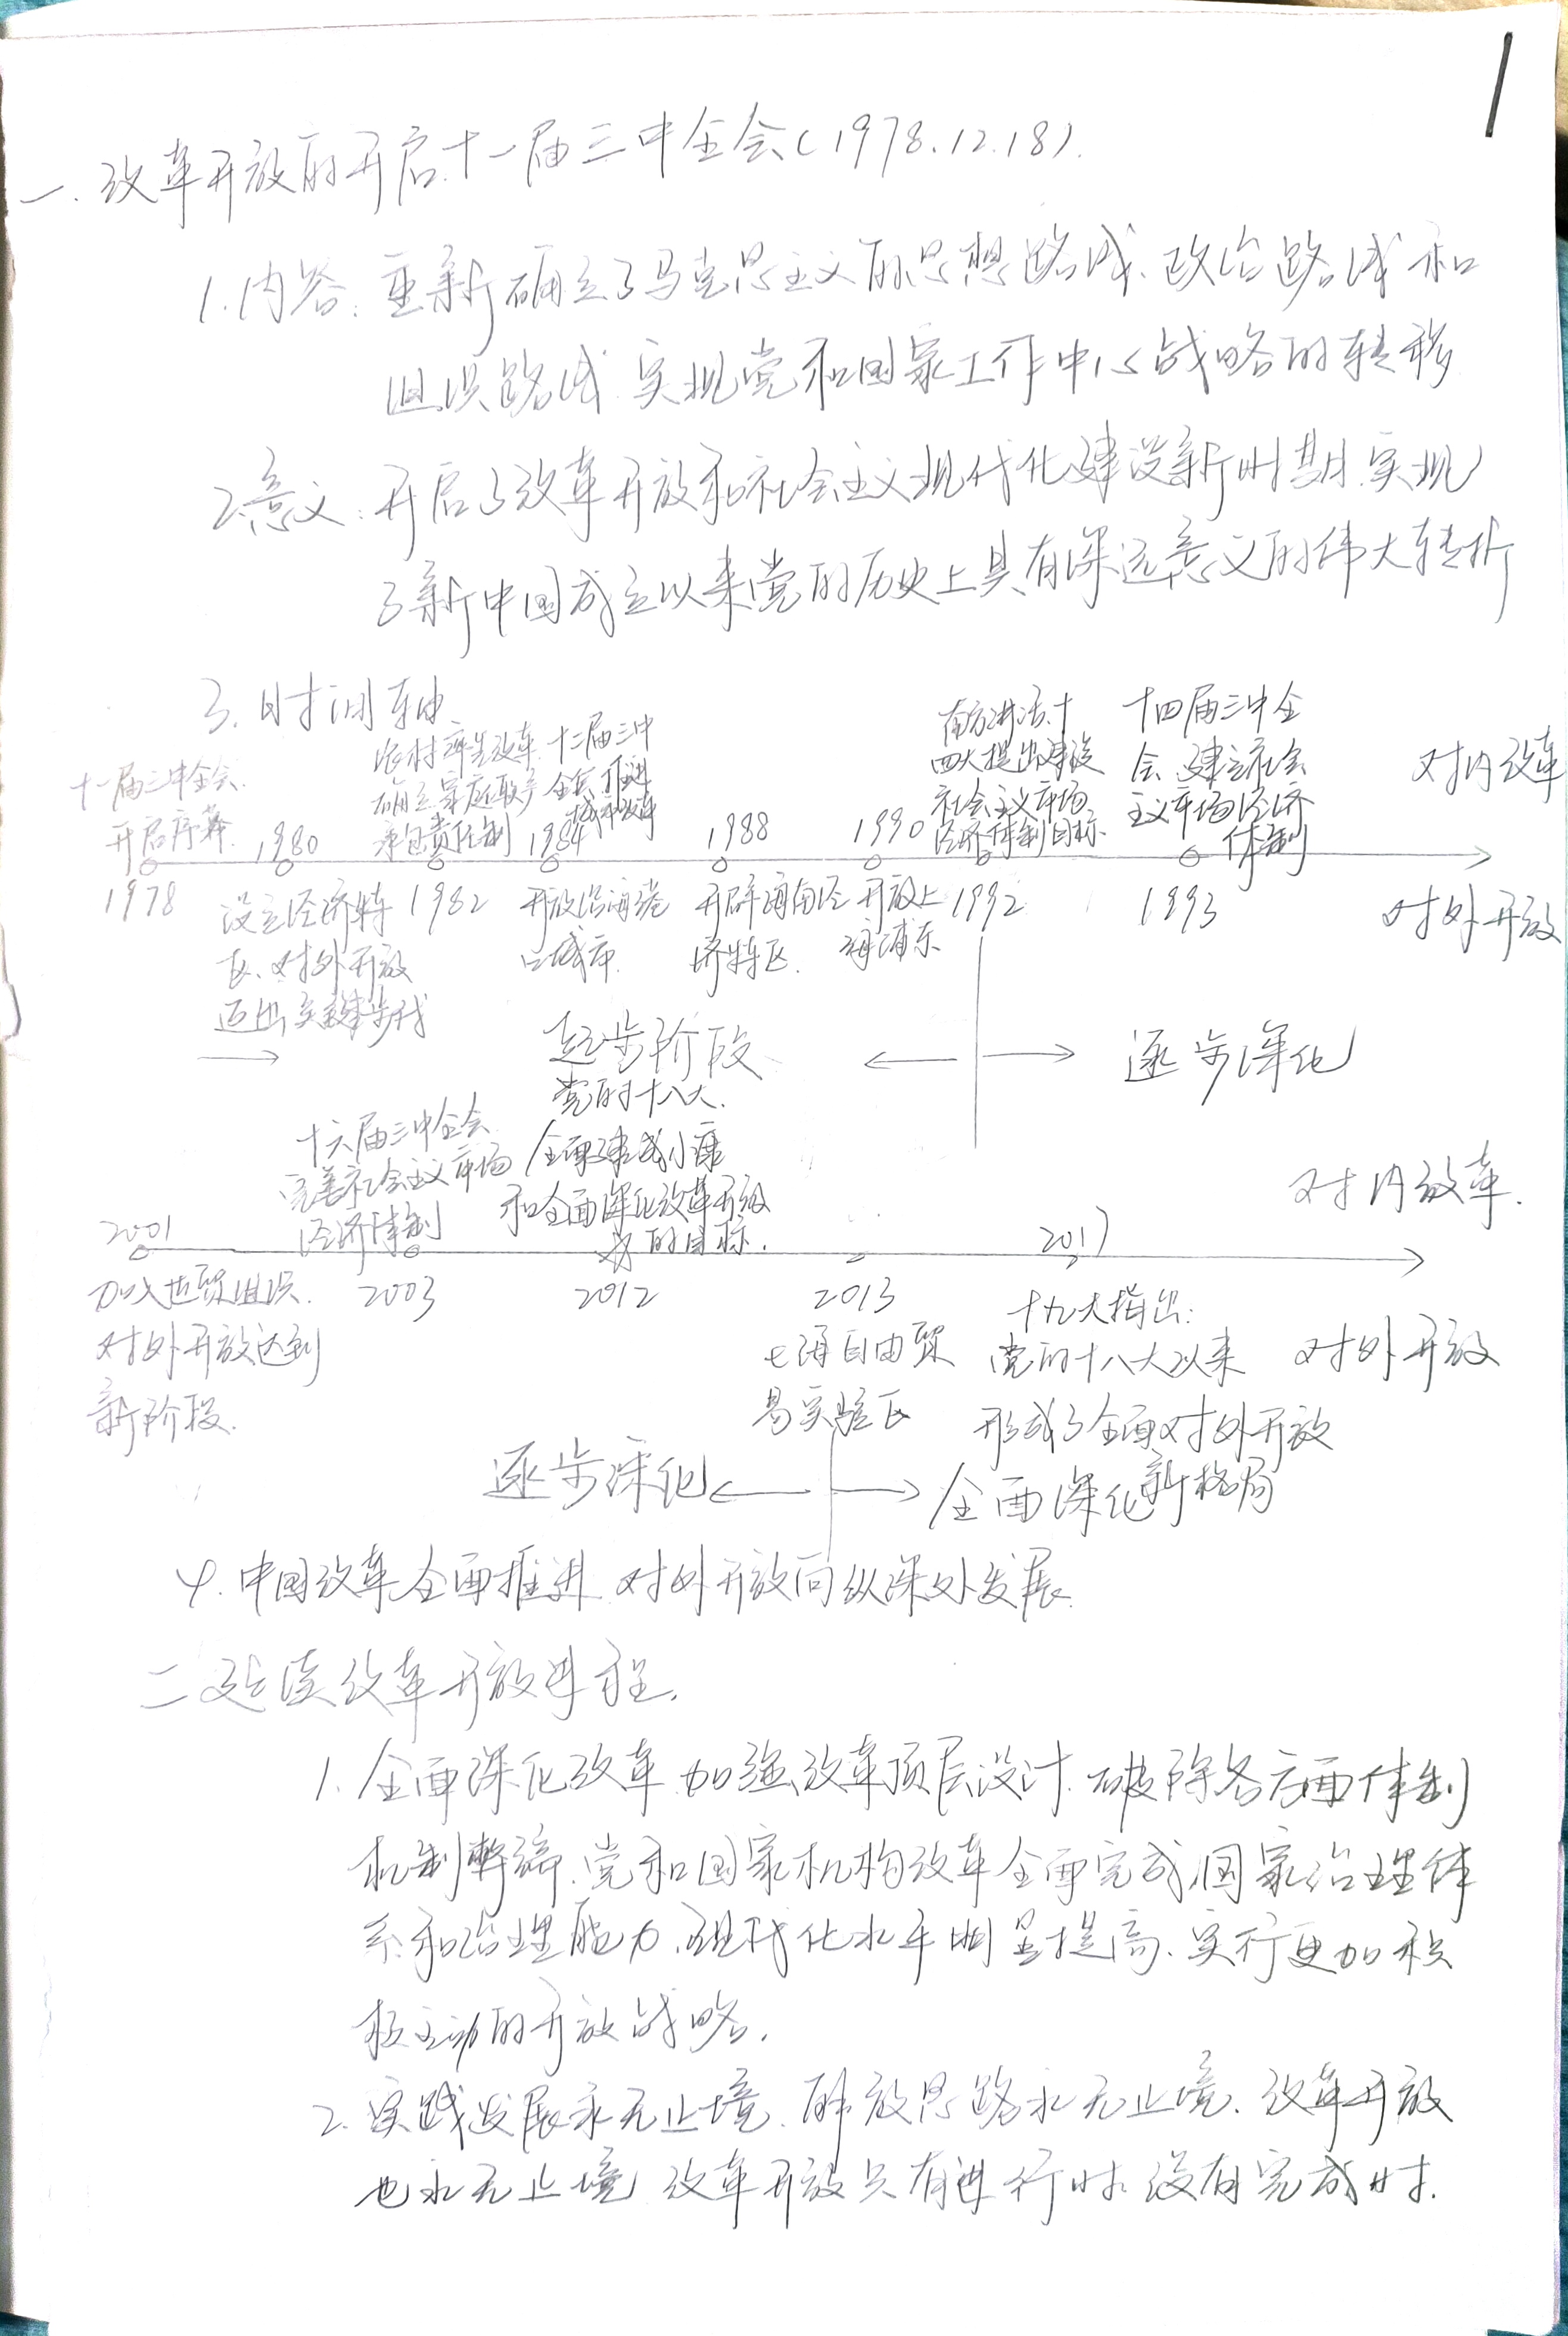 1
一、改革开放的开启十一届三中全会(1978.12.18).
1.内容:重新确立了马克思主义的思想路线、政治路线和
组织路线.实现党和国家工作中心战略的转移
2.意义:开启了改革开放和社会主义现代化建设新时期.实现
了新中国成立以来党的历史上具有深远意义的伟大转折
3.时间轴
十一届三中全会.
开启序幕.
1980
农村率先改革
确立家庭联产
承包责任制
十二届三中
全会.推进
城市改革
1984
1988
1990
南方讲话.十
四大提出建设
社会主义市场
经济体制目标
十四届三中全
会.建立社会
主义市场经济
体制
对内改革
1978
设立经济特
区、对外开放
迈出关键步伐
1982
开放沿海港
口城市.
开辟海南经
济特区.
开放上
海浦东
1992
1993
对外开放
起步阶段
逐步深化
2001
十六届三中全会
完善社会主义市场
经济体制
党的十八大.
全面建成小康
和全面深化改革开放
的目标.
2017
对内改革.
加入世贸组织.
对外开放达到
新阶段.
2003
2012
2013
上海自由贸
易实验区
十九大指出:
党的十八大以来
形成了全面对外开放
新格局
对外开放
逐步深化
全面深化
4.中国改革全面推进.对外开放向纵深处发展.
二延续改革开放进程.
1.全面深化改革.加强改革顶层设计.破除各方面体制
机制弊端.党和国家机构改革全面完成,国家治理体
系和治理能力.现代化水平明显提高.实行更加积
极主动的开放战略.
2.实践发展永无止境.解放思路永无止境.改革开放
也永无止境.改革开放只有进行时.没有完成时.